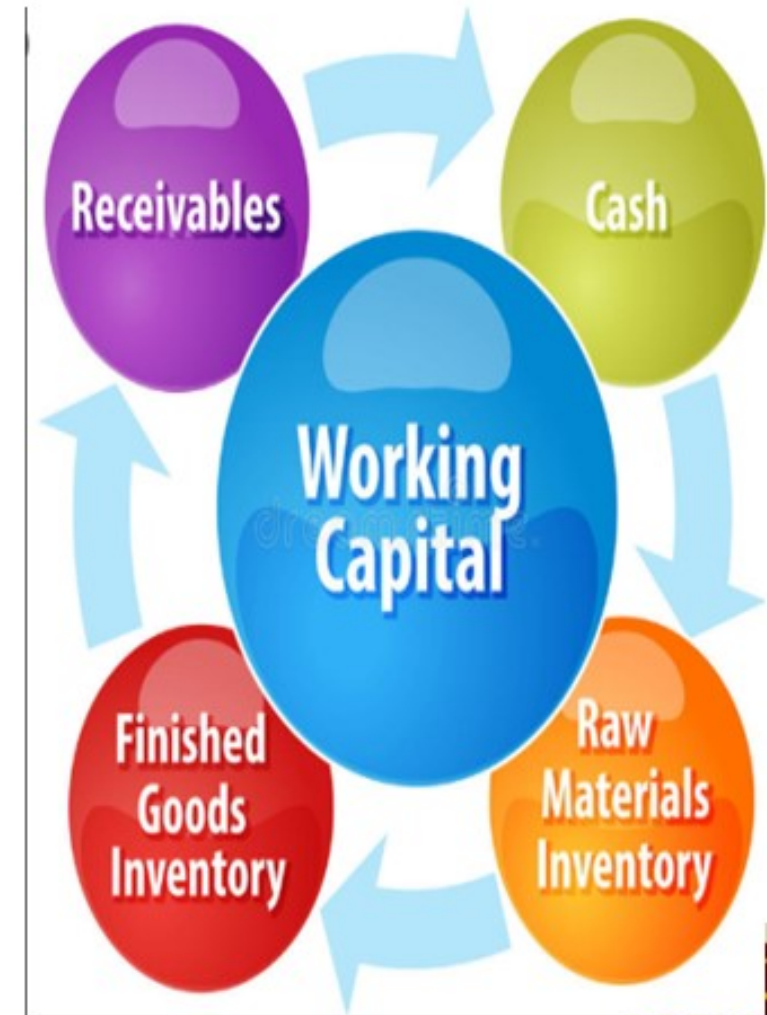 Receivables
Cash
Working
Capital
Finished
Goods
Inventory
Raw
Materials
Inventory